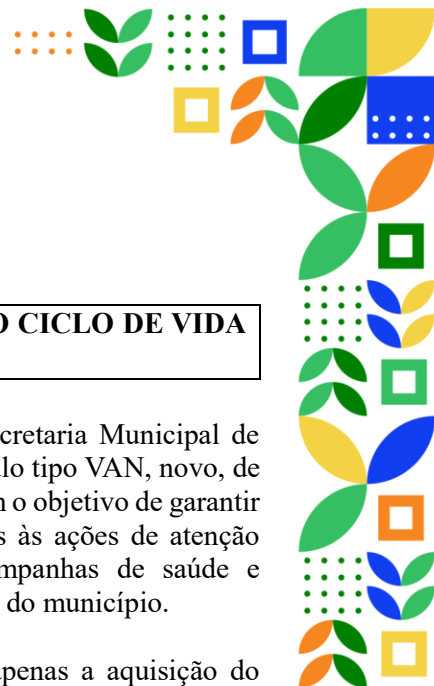 O CICLO DE VIDA
cretaria Municipal de
lo tipo VAN, novo, de
o objetivo de garantir
s às ações de atenção
mpanhas de saúde e
do município.
apenas a aquisição do